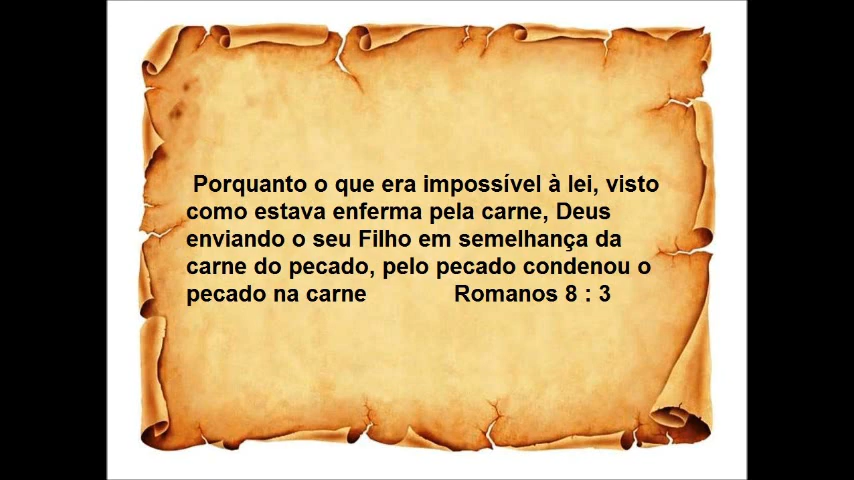 Porquanto o que era impossível à lei, visto
como estava enferma pela carne, Deus
enviando o seu Filho em semelhança da
carne do pecado, pelo pecado condenou o
pecado na carne Romanos 8 : 3